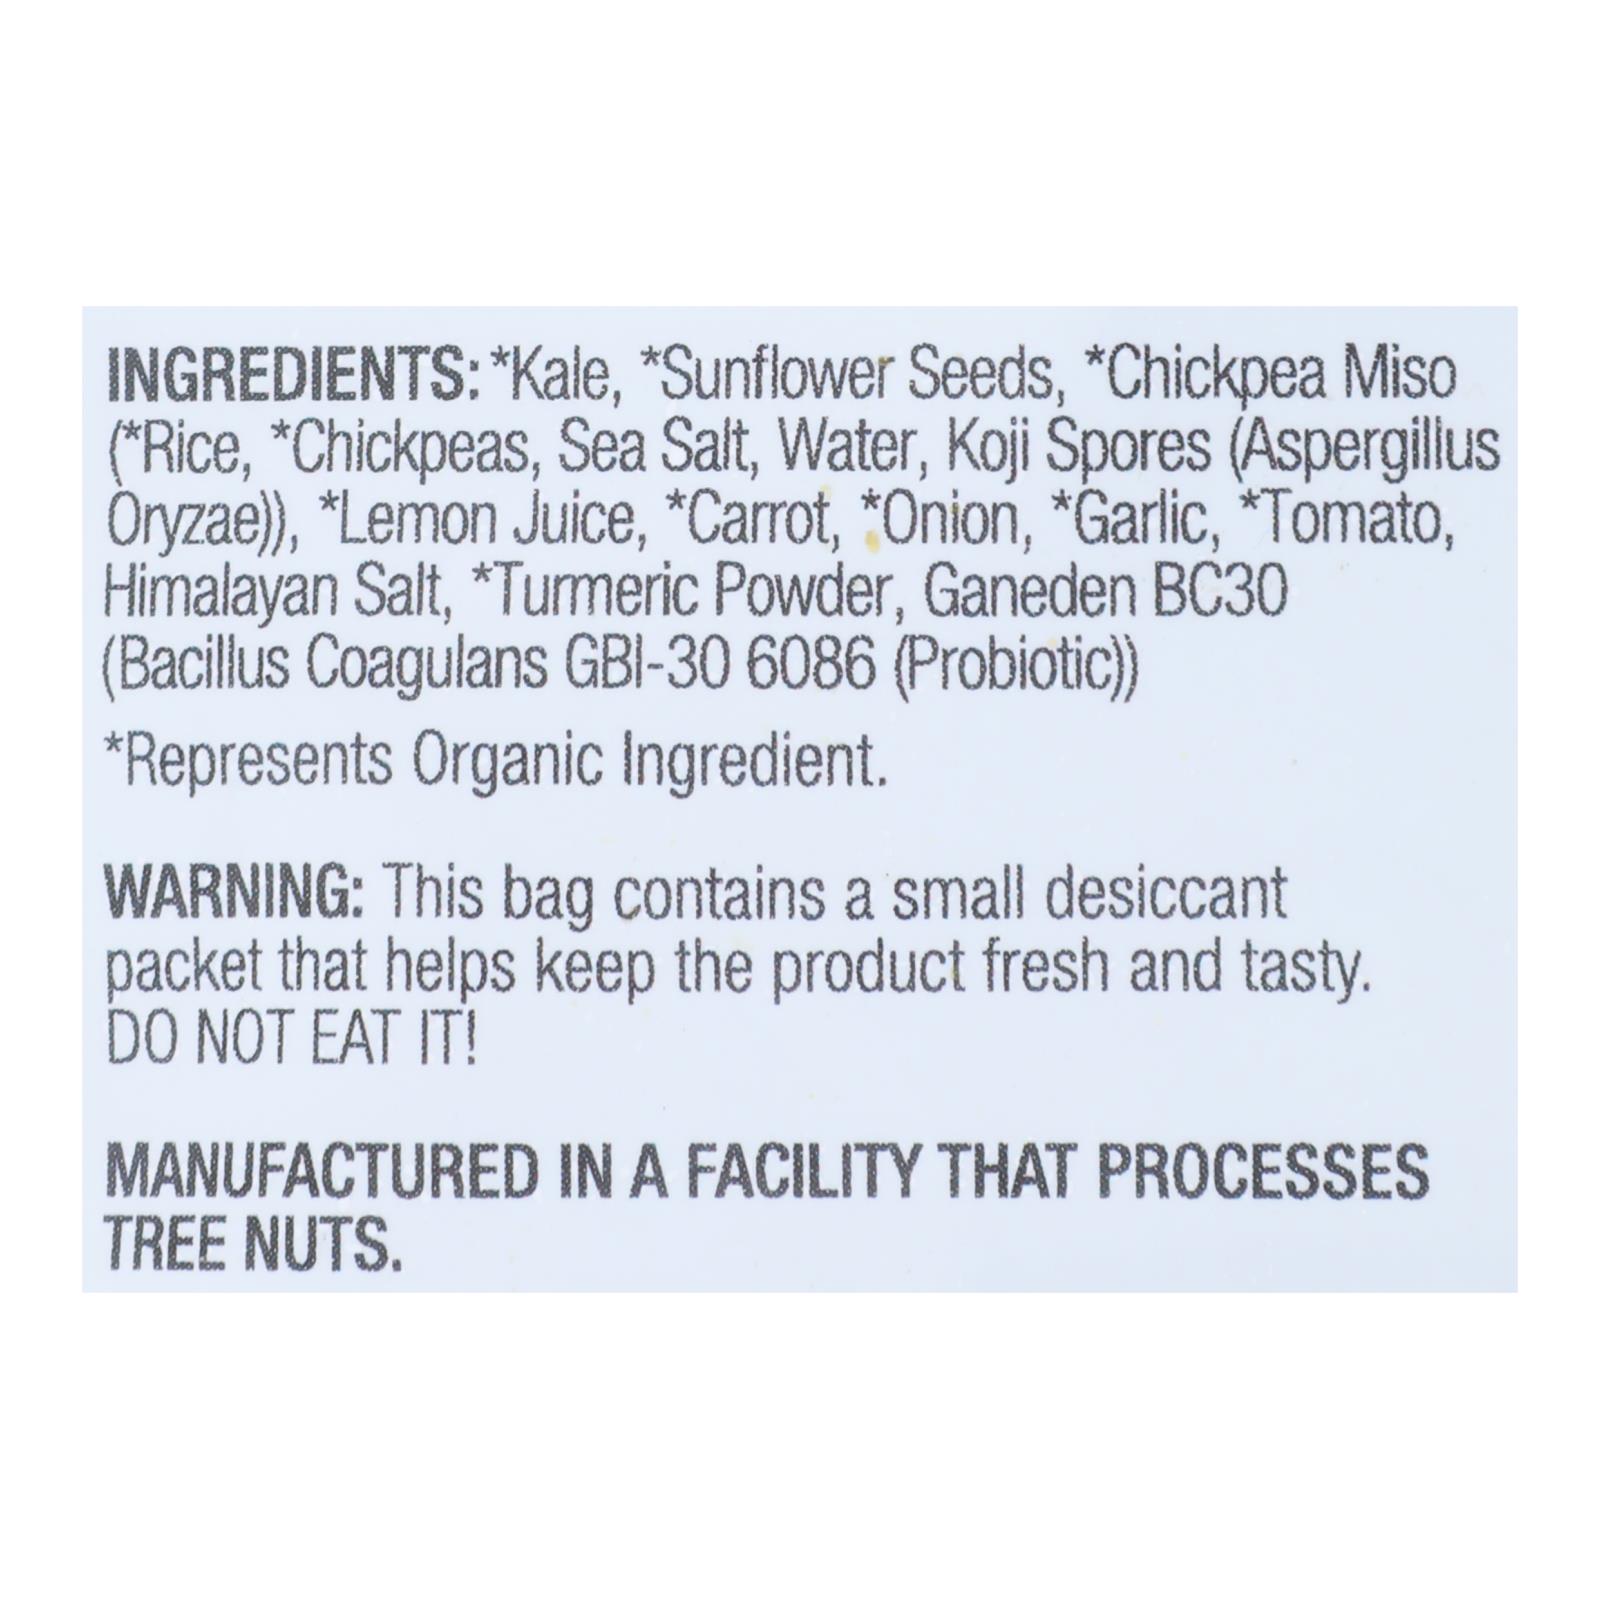 INGREDIENTS: *Kale, *Sunflower Seeds, *Chickpea Miso
(*Rice, *Chickpeas, Sea Salt, Water, Koji Spores (Aspergillus
Oryzae)), *Lemon Juice, *Carrot, *Onion, *Garlic, *Tomato,
Himalayan Salt, *Turmeric Powder, Ganeden BC30
(Bacillus Coagulans GBI-30 6086 (Probiotic))
*Represents Organic Ingredient.
WARNING: This bag contains a small desiccant
packet that helps keep the product fresh and tasty.
DO NOT EAT IT!
MANUFACTURED IN A FACILITY THAT PROCESSES
TREE NUTS.